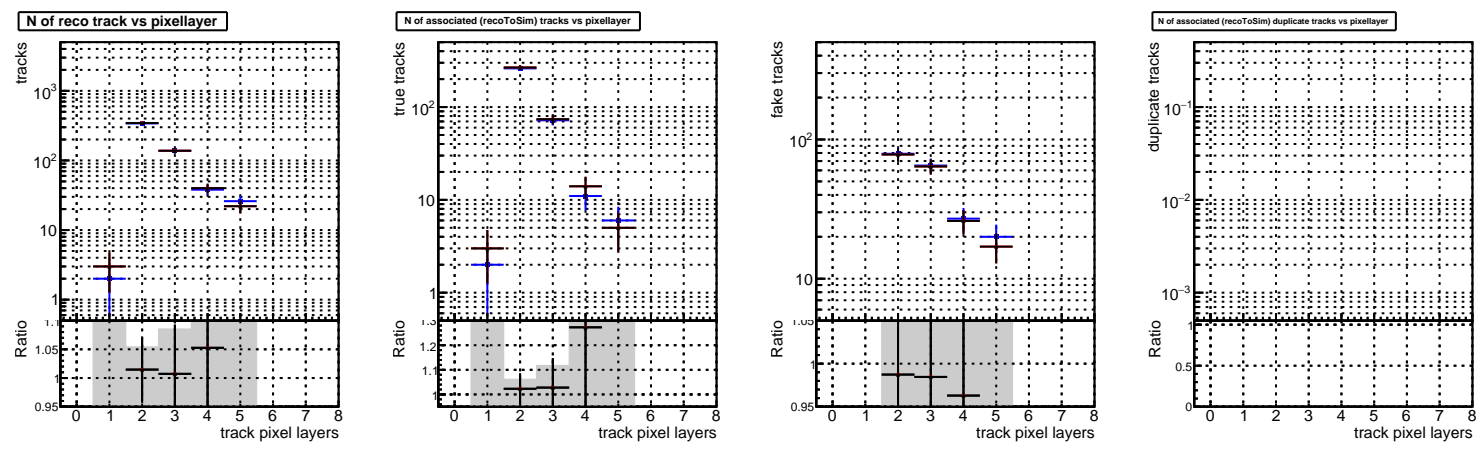 N of reco track vs pixellayer
tracks
10³
10²
10
1
Ratio
1.1
1.05
1
0.95
0 1 2 3 4 5 6 7 8
track pixel layers
N of associated (recoToSim) tracks vs pixellayer
true tracks
10²
10
1
Ratio
1.3
1.2
1.1
1
0 1 2 3 4 5 6 7 8
track pixel layers
fake tracks
10²
10
Ratio
1.05
1
0.95
0 1 2 3 4 5 6 7 8
track pixel layers
N of associated (recoToSim) duplicate tracks vs pixellayer
duplicate tracks
10⁻¹
10⁻²
10⁻³
Ratio
1
0.5
0
0 1 2 3 4 5 6 7 8
track pixel layers